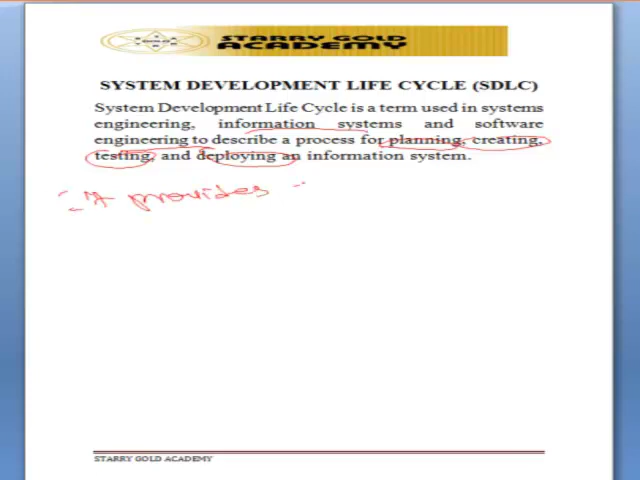 STARRY GOLD
ACADEMY
SYSTEM DEVELOPMENT LIFE CYCLE (SDLC)
System Development Life Cycle is a term used in systems
engineering, information systems and software
engineering to describe a process for planning, creating,
testing, and deploying an information system.
It provides
STARRY GOLD ACADEMY